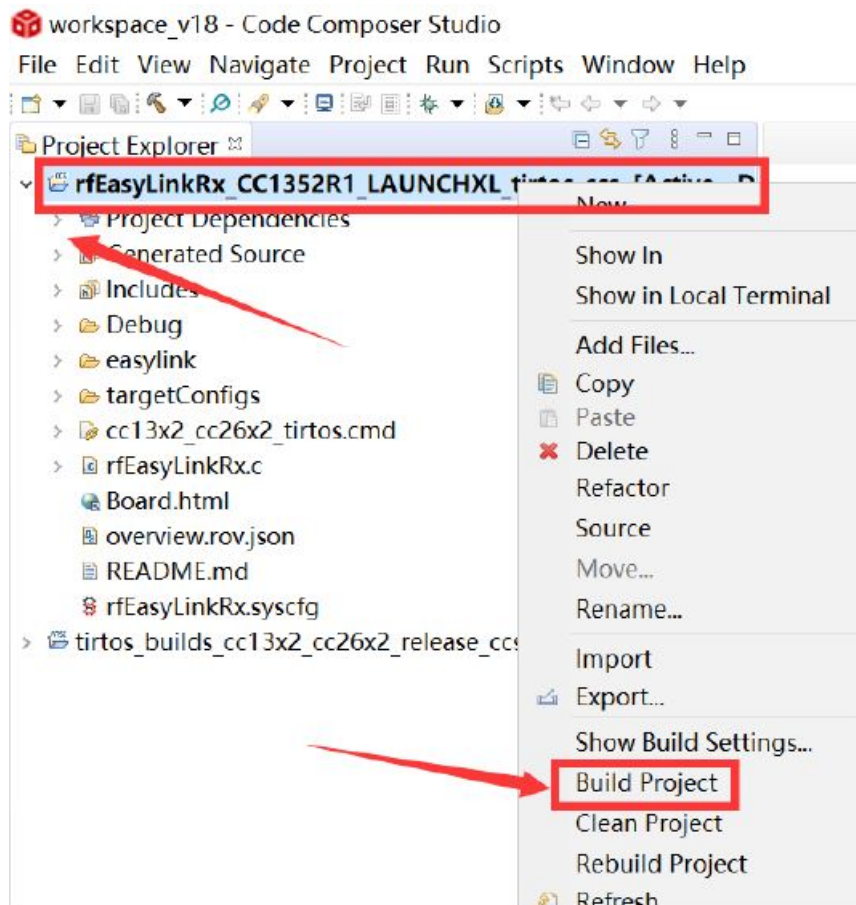 workspace_v18 - Code Composer Studio
File Edit View Navigate Project Run Scripts Window Help
Project Explorer
rfEasyLinkRx_CC1352R1_LAUNCHXL_tirtos_ccs [Active - D
Project Dependencies
Generated Source
Includes
Debug
easylink
targetConfigs
cc13x2_cc26x2_tirtos.cmd
rfEasyLinkRx.c
Board.html
overview.rov.json
README.md
rfEasyLinkRx.syscfg
tirtos_builds_cc13x2_cc26x2_release_ccs
New
Show In
Show in Local Terminal
Add Files...
Copy
Paste
Delete
Refactor
Source
Move...
Rename...
Import
Export...
Show Build Settings...
Build Project
Clean Project
Rebuild Project
Refresh